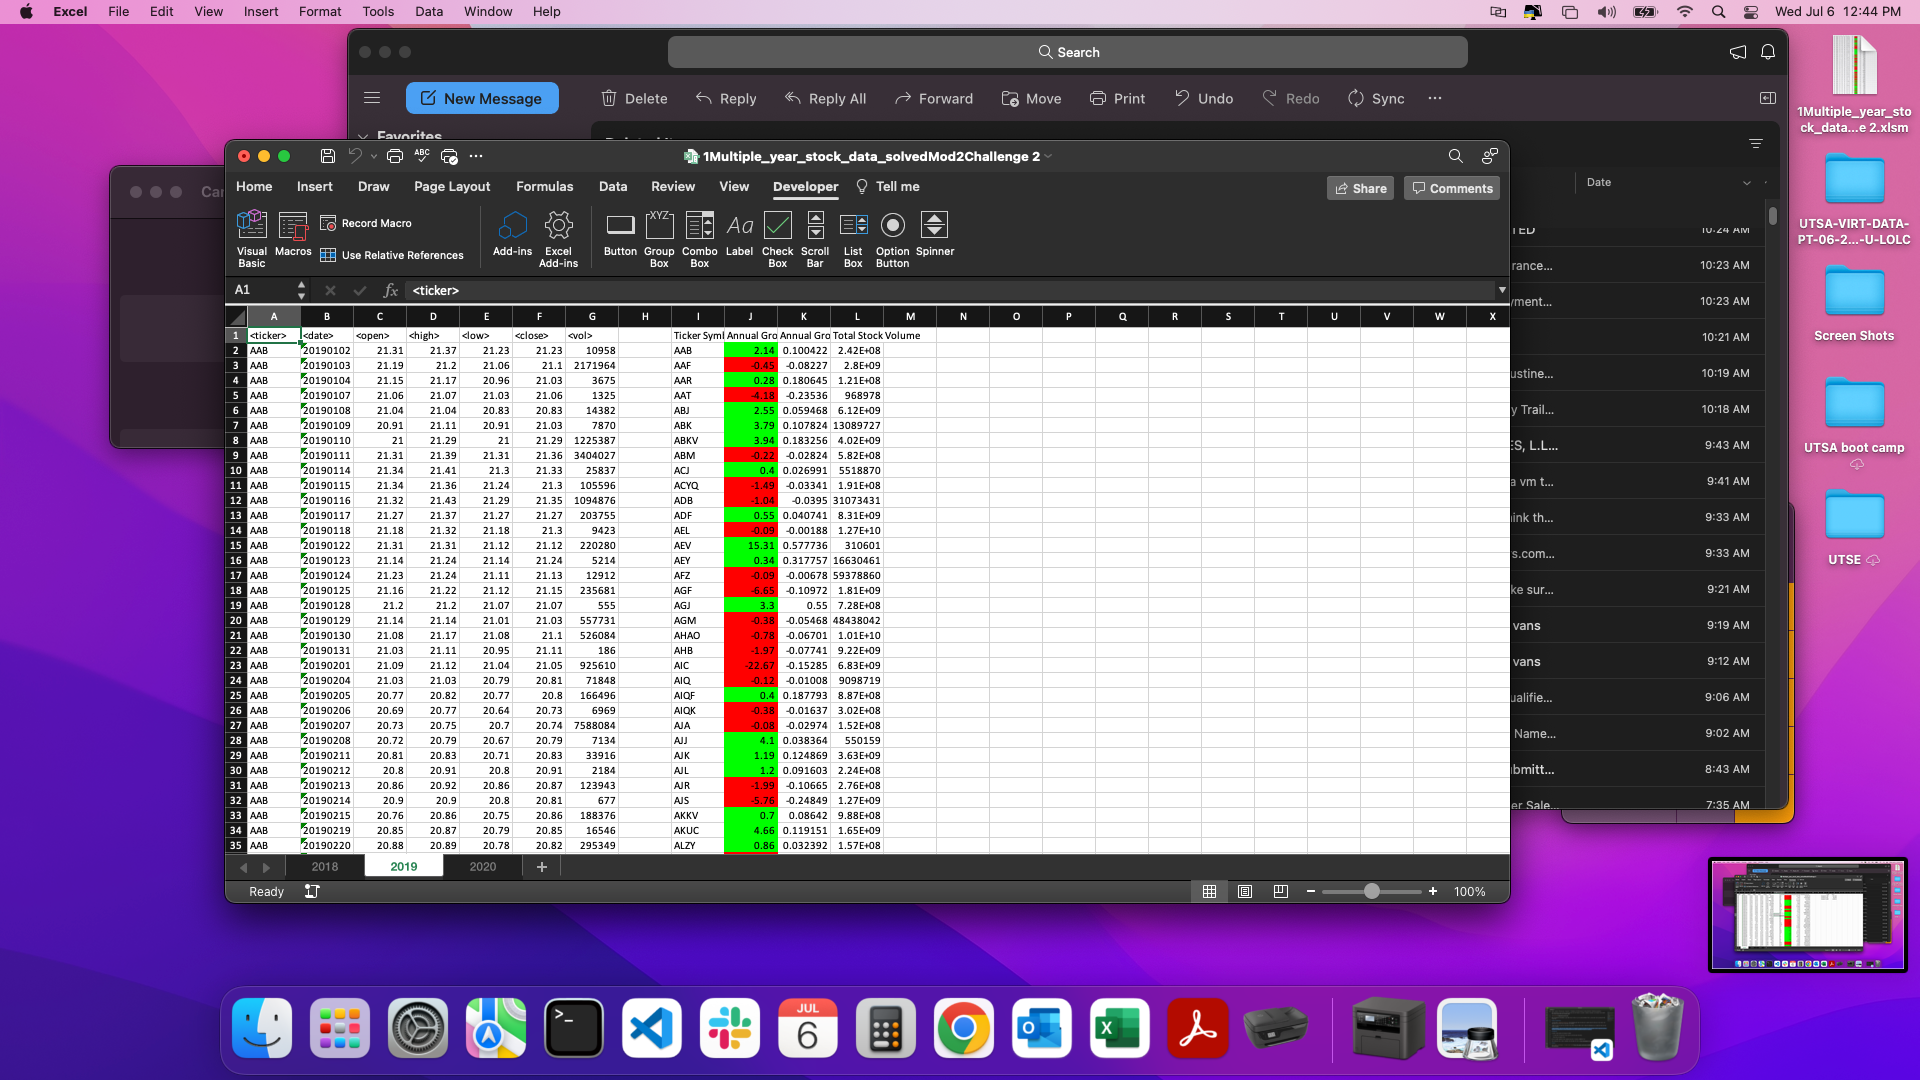 Excel File Edit View Insert Format Tools Data Window Help Wed Jul 6 12:44 PM
Search
New Message Delete Reply Reply All Forward Move Print Undo Redo Sync
Favorites
1Multiple_year_stock_data_solvedMod2Challenge 2
Home Insert Draw Page Layout Formulas Data Review View Developer Tell me Share Comments
Visual Basic Macros Record Macro Use Relative References Add-ins Excel Add-ins Button Group Box Combo Box Label Check Box Scroll Bar List Box Option Button Spinner
A1 fx <ticker>
A B C D E F G H I J K L M N O P Q R S T U V W X
1 <ticker> <date> <open> <high> <low> <close> <vol> Ticker Syml Annual Gro Annual Gro Total Stock Volume
2 AAB 20190102 21.31 21.37 21.23 21.23 10958 AAB 2.14 0.100422 2.42E+08
3 AAB 20190103 21.19 21.2 21.06 21.1 2171964 AAF -0.45 -0.08227 2.8E+09
4 AAB 20190104 21.15 21.17 20.96 21.03 3675 AAR 0.28 0.180645 1.21E+08
5 AAB 20190107 21.06 21.07 21.03 21.06 1325 AAT -4.18 -0.23536 968978
6 AAB 20190108 21.04 21.04 20.83 20.83 14382 ABJ 2.55 0.059468 6.12E+09
7 AAB 20190109 20.91 21.11 20.91 21.03 7870 ABK 3.79 0.107824 13089727
8 AAB 20190110 21 21.29 21 21.29 1225387 ABKV 3.94 0.183256 4.02E+09
9 AAB 20190111 21.31 21.39 21.31 21.36 3404027 ABM -0.22 -0.02824 5.82E+08
10 AAB 20190114 21.34 21.41 21.3 21.33 25837 ACJ 0.4 0.026991 5518870
11 AAB 20190115 21.34 21.36 21.24 21.3 105596 ACYQ -1.49 -0.03341 1.91E+08
12 AAB 20190116 21.32 21.43 21.29 21.35 1094876 ADB -1.04 -0.0395 31073431
13 AAB 20190117 21.27 21.37 21.27 21.27 203755 ADF 0.55 0.040741 8.31E+09
14 AAB 20190118 21.18 21.32 21.18 21.3 9423 AEL -0.09 -0.00188 1.27E+10
15 AAB 20190122 21.31 21.31 21.12 21.12 220280 AEV 15.31 0.577736 310601
16 AAB 20190123 21.14 21.24 21.14 21.24 5214 AEY 0.34 0.317757 16630461
17 AAB 20190124 21.23 21.24 21.11 21.13 12912 AFZ -0.09 -0.00678 59378860
18 AAB 20190125 21.16 21.22 21.12 21.15 235681 AGF -6.65 -0.10972 1.81E+09
19 AAB 20190128 21.2 21.2 21.07 21.07 555 AGJ 3.3 0.55 7.28E+08
20 AAB 20190129 21.14 21.14 21.01 21.03 557731 AGM -0.38 -0.05468 48438042
21 AAB 20190130 21.08 21.17 21.08 21.1 526084 AHAO -0.78 -0.06701 1.01E+10
22 AAB 20190131 21.03 21.11 20.95 21.11 186 AHB -1.97 -0.07741 9.22E+09
23 AAB 20190201 21.09 21.12 21.04 21.05 925610 AIC -22.67 -0.15285 6.83E+09
24 AAB 20190204 21.03 21.03 20.79 20.81 71848 AIQ -0.12 -0.01008 9098719
25 AAB 20190205 20.77 20.82 20.77 20.8 166496 AIQF 0.4 0.187793 8.87E+08
26 AAB 20190206 20.69 20.77 20.64 20.73 6969 AIQK -0.38 -0.01637 3.02E+08
27 AAB 20190207 20.73 20.75 20.7 20.74 7588084 AJA -0.08 -0.02974 1.52E+08
28 AAB 20190208 20.72 20.79 20.67 20.79 7134 AJJ 4.1 0.038364 550159
29 AAB 20190211 20.81 20.83 20.71 20.83 33916 AJK 1.19 0.124869 3.63E+09
30 AAB 20190212 20.8 20.91 20.8 20.91 2184 AJL 1.2 0.091603 2.24E+08
31 AAB 20190213 20.86 20.92 20.86 20.87 123943 AJR -1.99 -0.10665 2.76E+08
32 AAB 20190214 20.9 20.9 20.8 20.81 677 AJS -5.76 -0.24849 1.27E+09
33 AAB 20190215 20.76 20.86 20.75 20.86 188376 AKKV 0.7 0.08642 9.88E+08
34 AAB 20190219 20.85 20.87 20.79 20.85 16546 AKUC 4.66 0.119151 1.65E+09
35 AAB 20190220 20.88 20.89 20.78 20.82 295349 ALZY 0.86 0.032392 1.57E+08
2018 2019 2020
Ready 100%
Date
10:24 AM
rance... 10:23 AM
ment... 10:23 AM
10:21 AM
ustine... 10:19 AM
y Trail... 10:18 AM
ES, L.L... 9:43 AM
a vm t... 9:41 AM
ink th... 9:33 AM
s.com... 9:33 AM
ke sur... 9:21 AM
vans 9:19 AM
vans 9:12 AM
ualifie... 9:06 AM
Name... 9:02 AM
ubmitt... 8:43 AM
er Sale... 7:35 AM
1Multiple_year_sto
ck_data...e 2.xlsm
UTSA-VIRT-DATA-
PT-06-2...-U-LOLC
Screen Shots
UTSA boot camp
UTSE
JUL
6